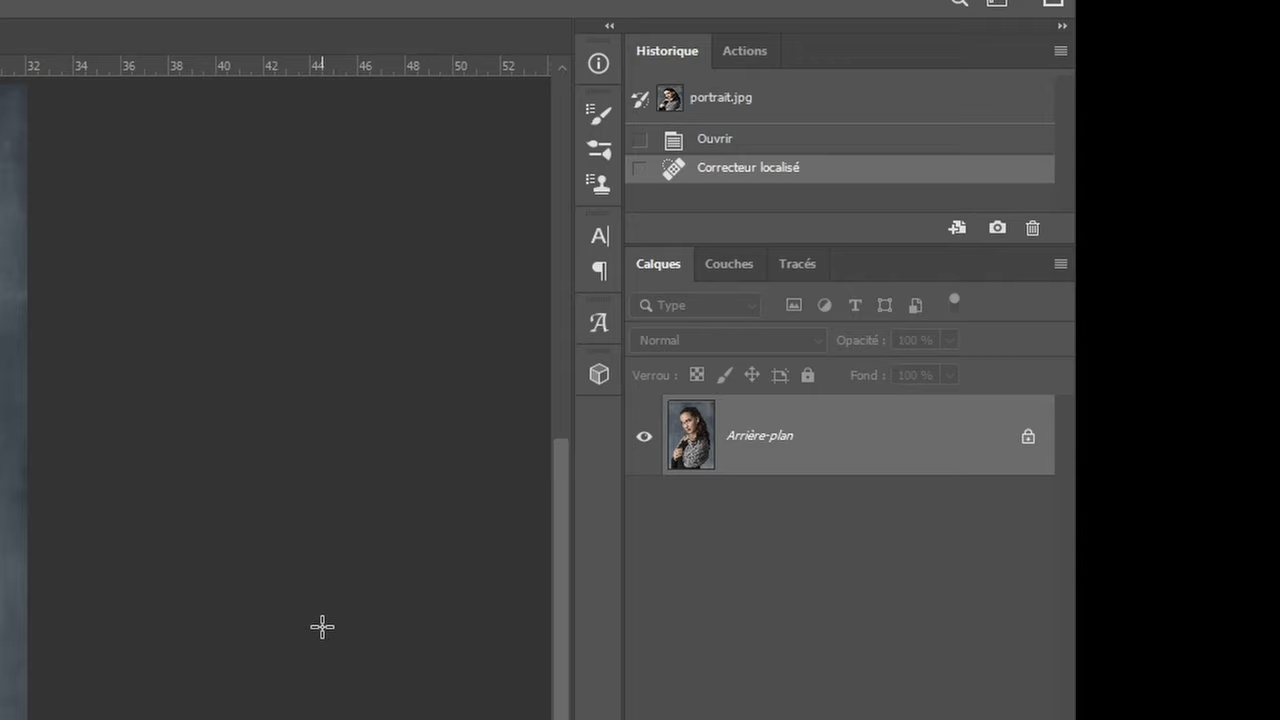 32 34 36 38 40 42 44 46 48 50 52
Historique Actions
portrait.jpg
Ouvrir
Correcteur localisé
Calques Couches Tracés
Type
Normal Opacité : 100 %
Verrou : Fond : 100 %
Arrière-plan